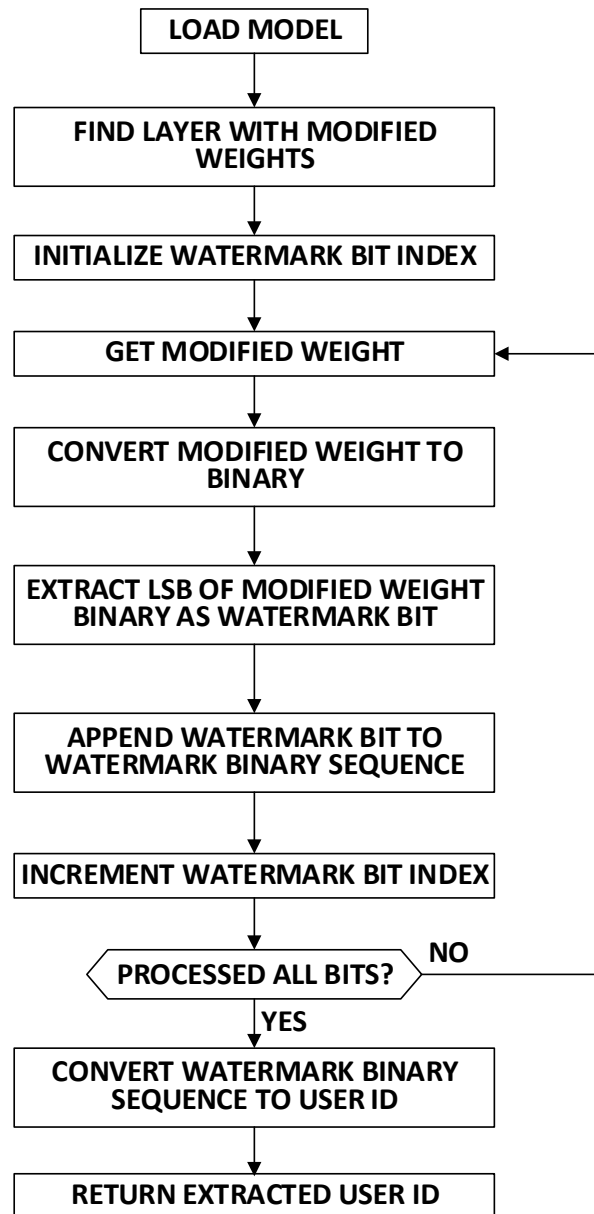 LOAD MODEL
FIND LAYER WITH MODIFIED
WEIGHTS
INITIALIZE WATERMARK BIT INDEX
GET MODIFIED WEIGHT
CONVERT MODIFIED WEIGHT TO
BINARY
EXTRACT LSB OF MODIFIED WEIGHT
BINARY AS WATERMARK BIT
APPEND WATERMARK BIT TO
WATERMARK BINARY SEQUENCE
INCREMENT WATERMARK BIT INDEX
PROCESSED ALL BITS?
NO
YES
CONVERT WATERMARK BINARY
SEQUENCE TO USER ID
RETURN EXTRACTED USER ID